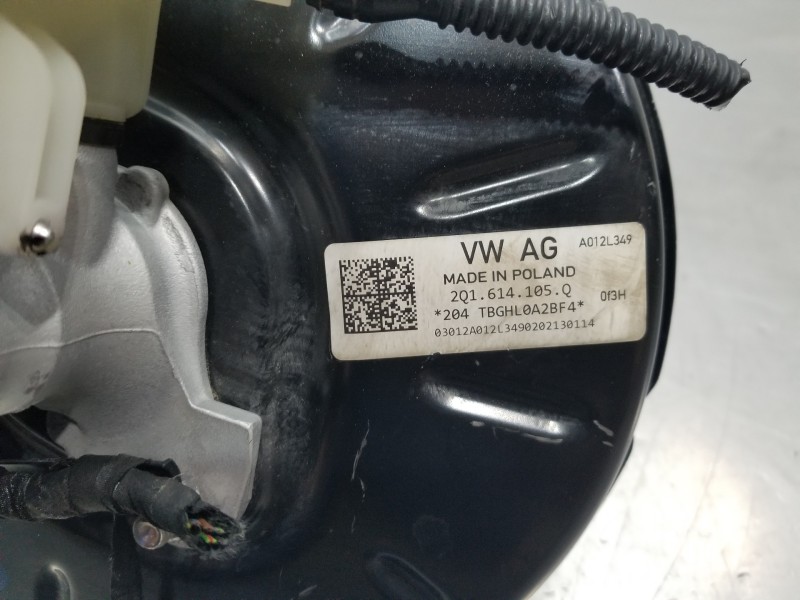 VW AG A012L349
MADE IN POLAND
2Q1.614.105.Q 0f3H
*204 TBGHL0A2BF4*
03012A012L3490202130114